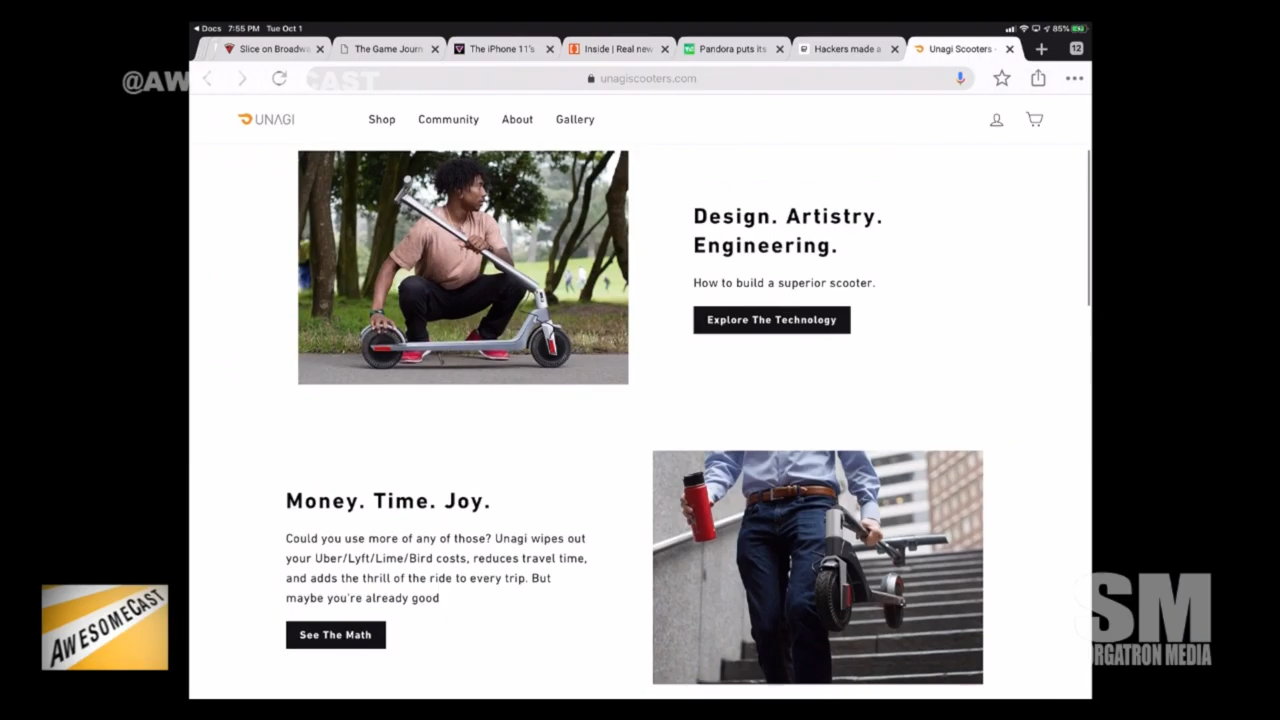 Docs 7:55 PM Tue Oct 1
85%
Slice on Broadwa
The Game Journ
The iPhone 11's
Inside | Real new
Pandora puts its
Hackers made a
Unagi Scooters -
12
@AW
CAST
unagiscooters.com
UNAGI
Shop
Community
About
Gallery
Design. Artistry.
Engineering.
How to build a superior scooter.
Explore The Technology
Money. Time. Joy.
Could you use more of any of those? Unagi wipes out
your Uber/Lyft/Lime/Bird costs, reduces travel time,
and adds the thrill of the ride to every trip. But
maybe you're already good
See The Math
AWESOMECAST
SM
ORGATRON MEDIA